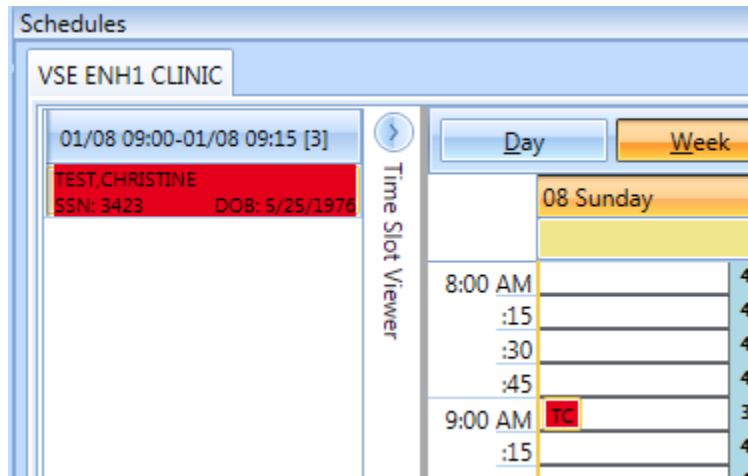 Schedules
VSE ENH1 CLINIC
01/08 09:00-01/08 09:15 [3]
TEST,CHRISTINE
SSN: 3423 DOB: 5/25/1976
Time Slot Viewer
Day Week
08 Sunday
8:00 AM
:15
:30
:45
9:00 AM TC 3
:15